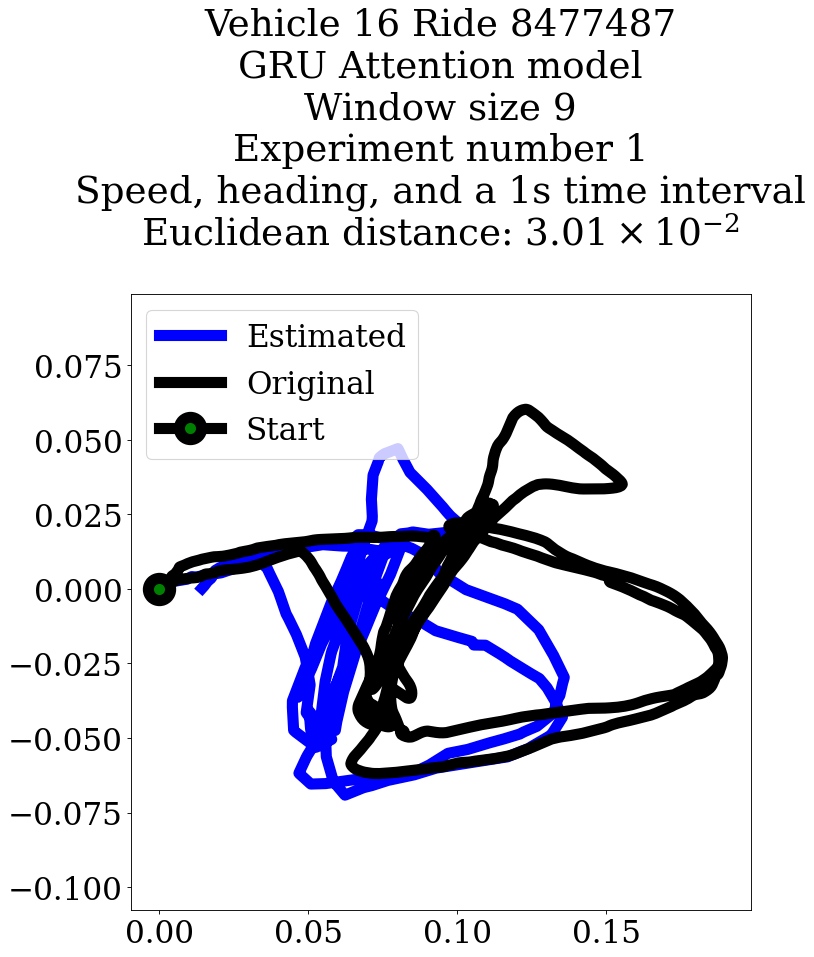 Vehicle 16 Ride 8477487
GRU Attention model
Window size 9
Experiment number 1
Speed, heading, and a 1s time interval
Euclidean distance: 3.01 × 10⁻²
Estimated
Original
Start
0.075
0.050
0.025
0.000
−0.025
−0.050
−0.075
−0.100
0.00 0.05 0.10 0.15